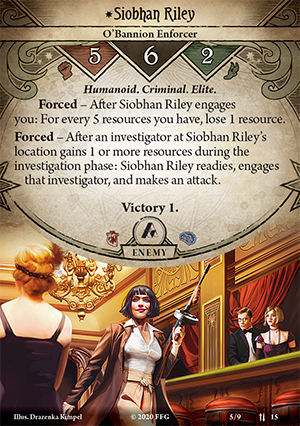 *Siobhan Riley
O'Bannion Enforcer
5 6 2
Humanoid. Criminal. Elite.
Forced – After Siobhan Riley engages
you: For every 5 resources you have, lose 1 resource.
Forced – After an investigator at Siobhan Riley's
location gains 1 or more resources during the
investigation phase: Siobhan Riley readies, engages
that investigator, and makes an attack.
Victory 1.
ENEMY
Illus. Drazenka Kimpel
© 2020 FFG
5/9
15